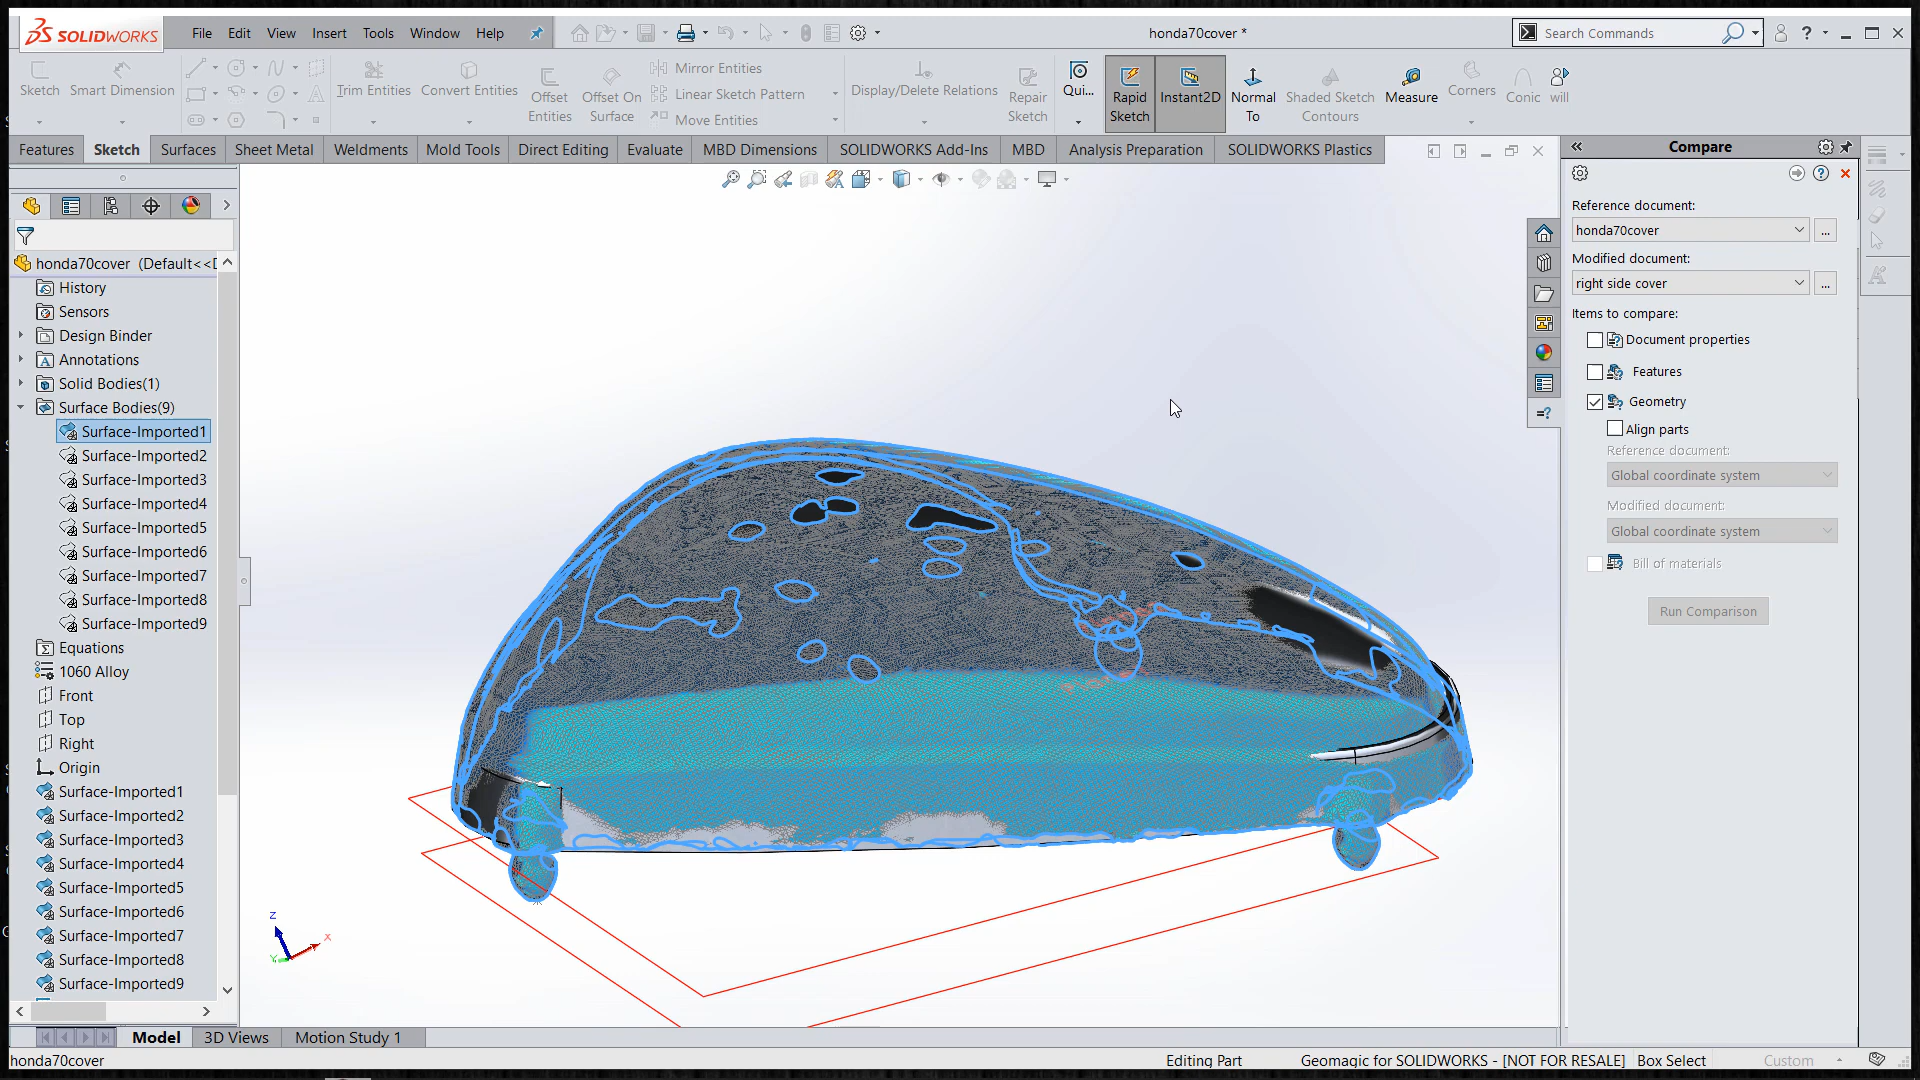 SOLIDWORKS
File Edit View Insert Tools Window Help
honda70cover *
Search Commands
Sketch
Smart Dimension
Trim Entities
Convert Entities
Offset Entities
Offset On Surface
Mirror Entities
Linear Sketch Pattern
Move Entities
Display/Delete Relations
Repair Sketch
Qui...
Rapid Sketch
Instant2D
Normal To
Shaded Sketch Contours
Measure
Corners
Conic
will
Features Sketch Surfaces Sheet Metal Weldments Mold Tools Direct Editing Evaluate MBD Dimensions SOLIDWORKS Add-Ins MBD Analysis Preparation SOLIDWORKS Plastics
honda70cover (Default<<D
History
Sensors
Design Binder
Annotations
Solid Bodies(1)
Surface Bodies(9)
Surface-Imported1
Surface-Imported2
Surface-Imported3
Surface-Imported4
Surface-Imported5
Surface-Imported6
Surface-Imported7
Surface-Imported8
Surface-Imported9
Equations
1060 Alloy
Front
Top
Right
Origin
Surface-Imported1
Surface-Imported2
Surface-Imported3
Surface-Imported4
Surface-Imported5
Surface-Imported6
Surface-Imported7
Surface-Imported8
Surface-Imported9
Z
X
Y
Compare
Reference document:
honda70cover
...
Modified document:
right side cover
...
Items to compare:
Document properties
Features
Geometry
Align parts
Reference document:
Global coordinate system
Modified document:
Global coordinate system
Bill of materials
Run Comparison
Model 3D Views Motion Study 1
honda70cover
Editing Part
Geomagic for SOLIDWORKS - [NOT FOR RESALE]
Box Select
Custom